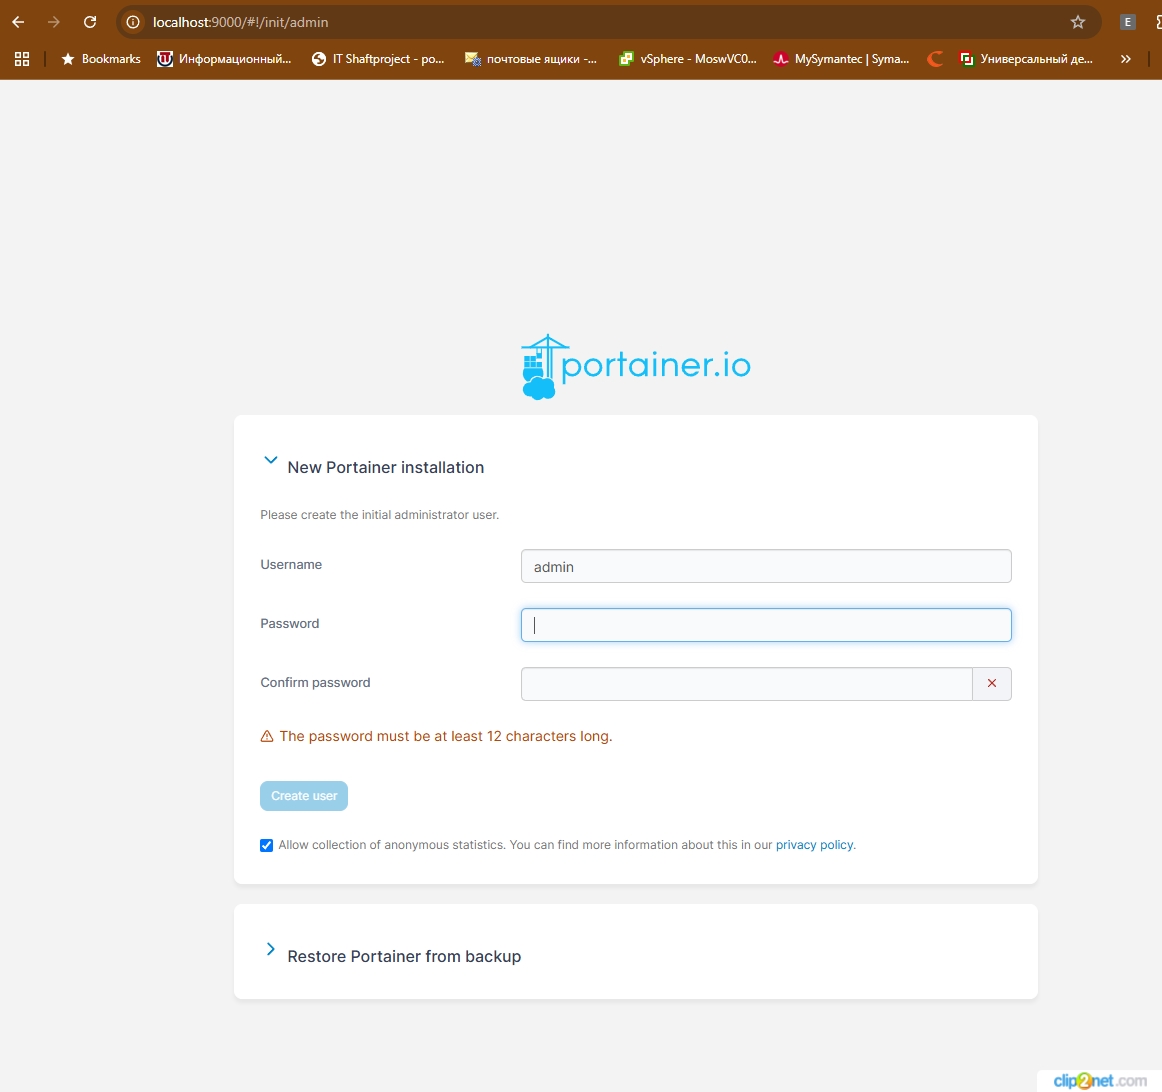 localhost:9000/#!/init/admin
E
Bookmarks
Информационный...
IT Shaftproject - po...
почтовые ящики -...
vSphere - MoswVC0...
MySymantec | Syma...
Универсальный де...
»
portainer.io
New Portainer installation
Please create the initial administrator user.
Username
admin
Password
Confirm password
The password must be at least 12 characters long.
Create user
Allow collection of anonymous statistics. You can find more information about this in our privacy policy.
Restore Portainer from backup
clip2net.com